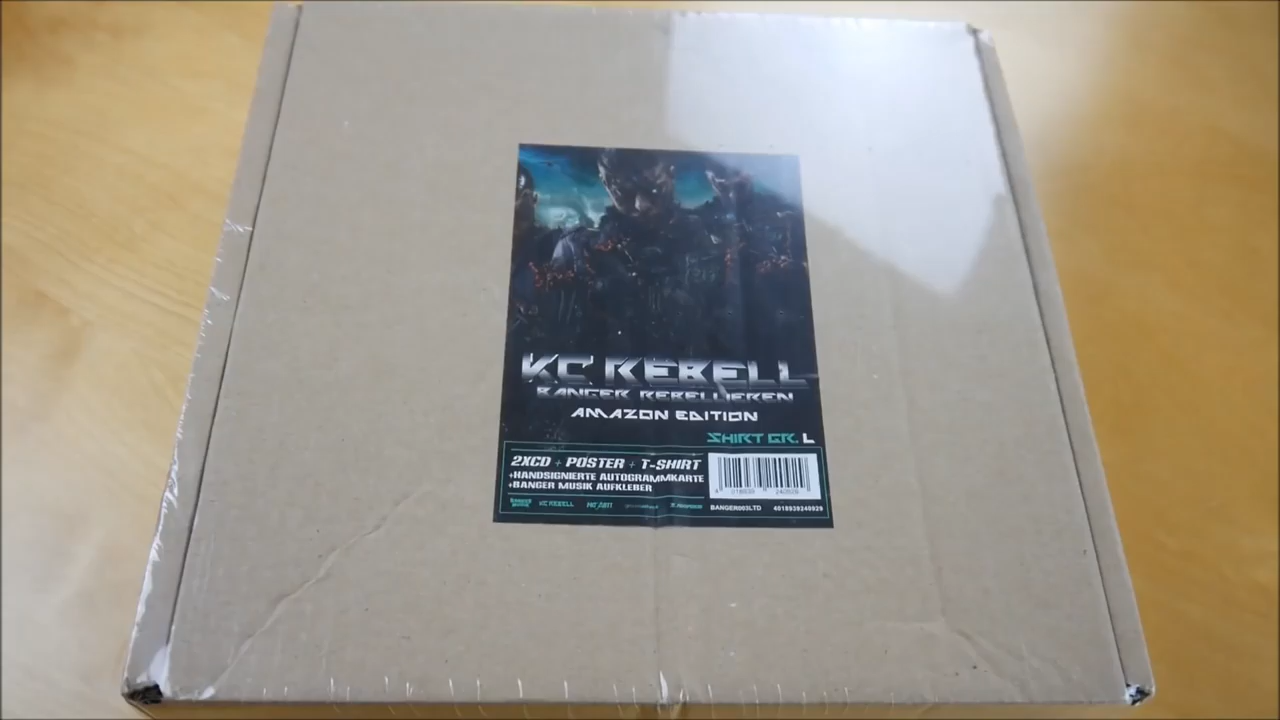 KC REBELL
BANGER REBELLIEREN
AMAZON EDITION
SHIRT GR. L
2XCD + POSTER + T-SHIRT
+HANDSIGNIERTE AUTOGRAMMKARTE
+BANGER MUSIK AUFKLEBER
KC REBELL
BANGER003LTD 4018939240929